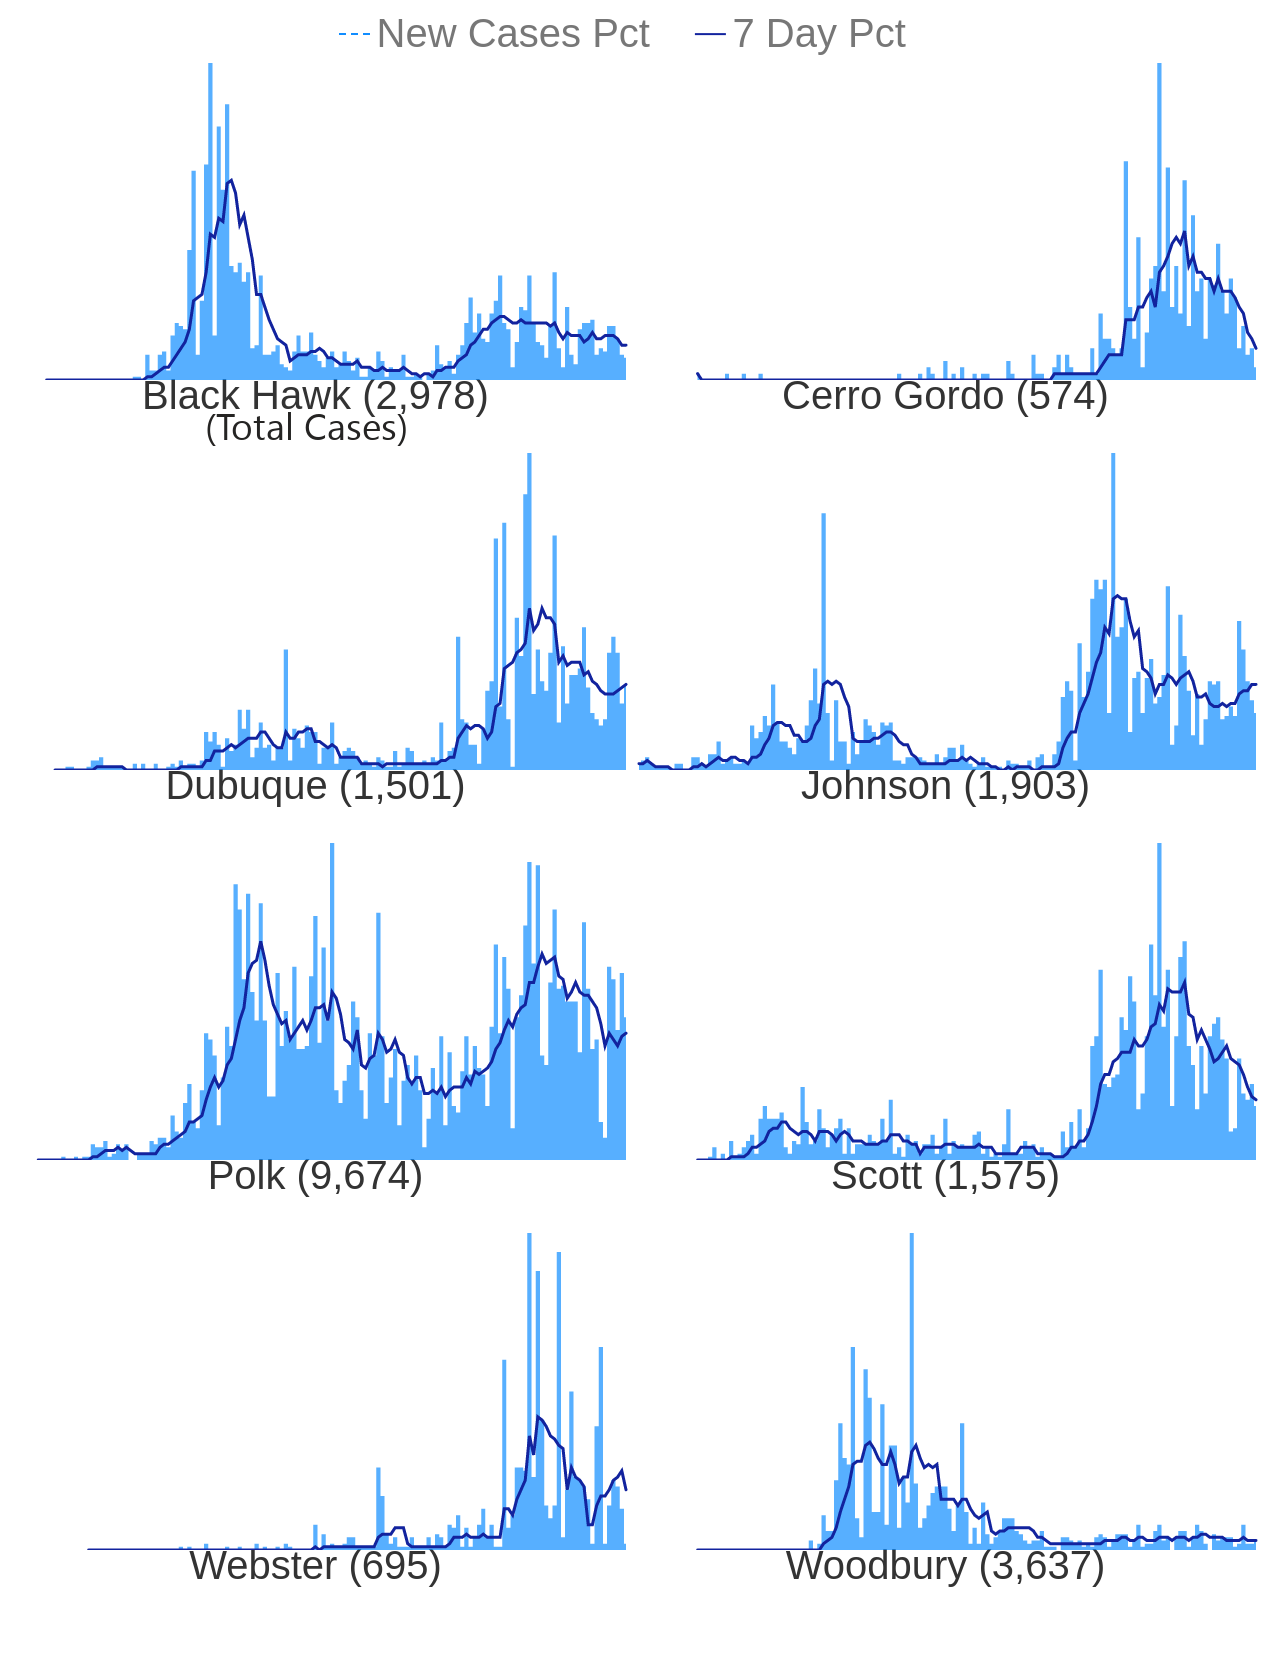 New Cases Pct 7 Day Pct
Black Hawk (2,978) Cerro Gordo (574)
(Total Cases)
Dubuque (1,501) Johnson (1,903)
Polk (9,674) Scott (1,575)
Webster (695) Woodbury (3,637)